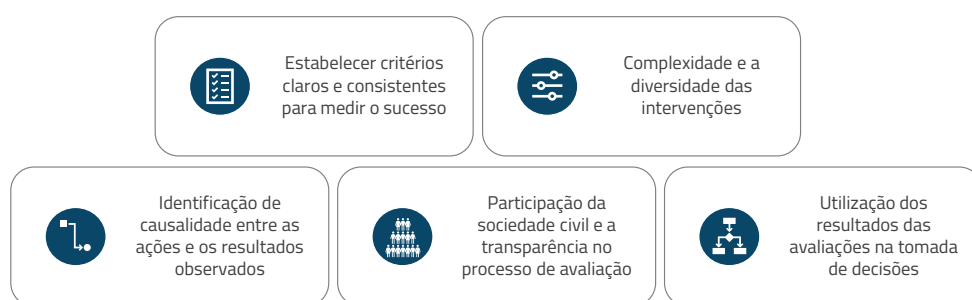 Estabelecer critérios
claros e consistentes
para medir o sucesso
Complexidade e a
diversidade das
intervenções
Identificação de
causalidade entre as
ações e os resultados
observados
Participação da
sociedade civil e a
transparência no
processo de avaliação
Utilização dos
resultados das
avaliações na tomada
de decisões